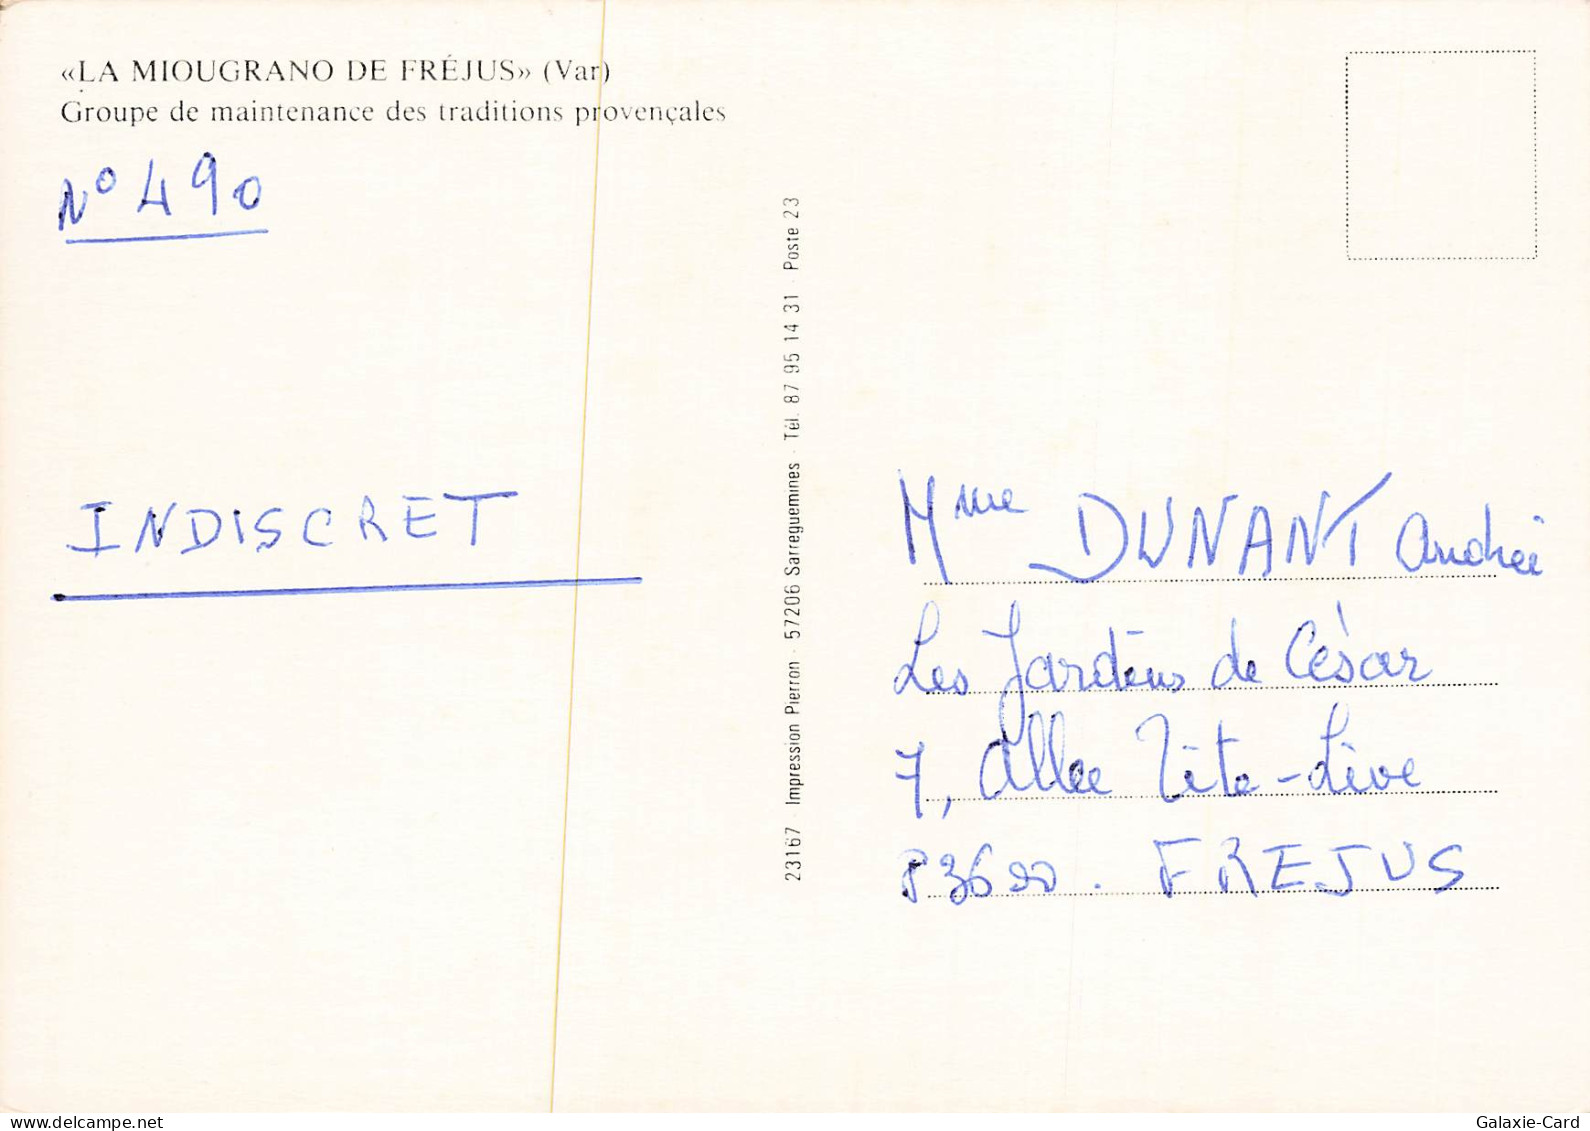 «LA MIOUGRANO DE FRÉJUS» (Var)
Groupe de maintenance des traditions provençales
N° 490
INDISCRET
23167 · Impression Pierron · 57206 Sarreguemines · Tél. 87 95 14 31 · Poste 23
Mme DUNANT Andrée
Les Jardins de César
7, Allee Tite-Live
83600. FREJUS
delcampe.net
Galaxie-Card